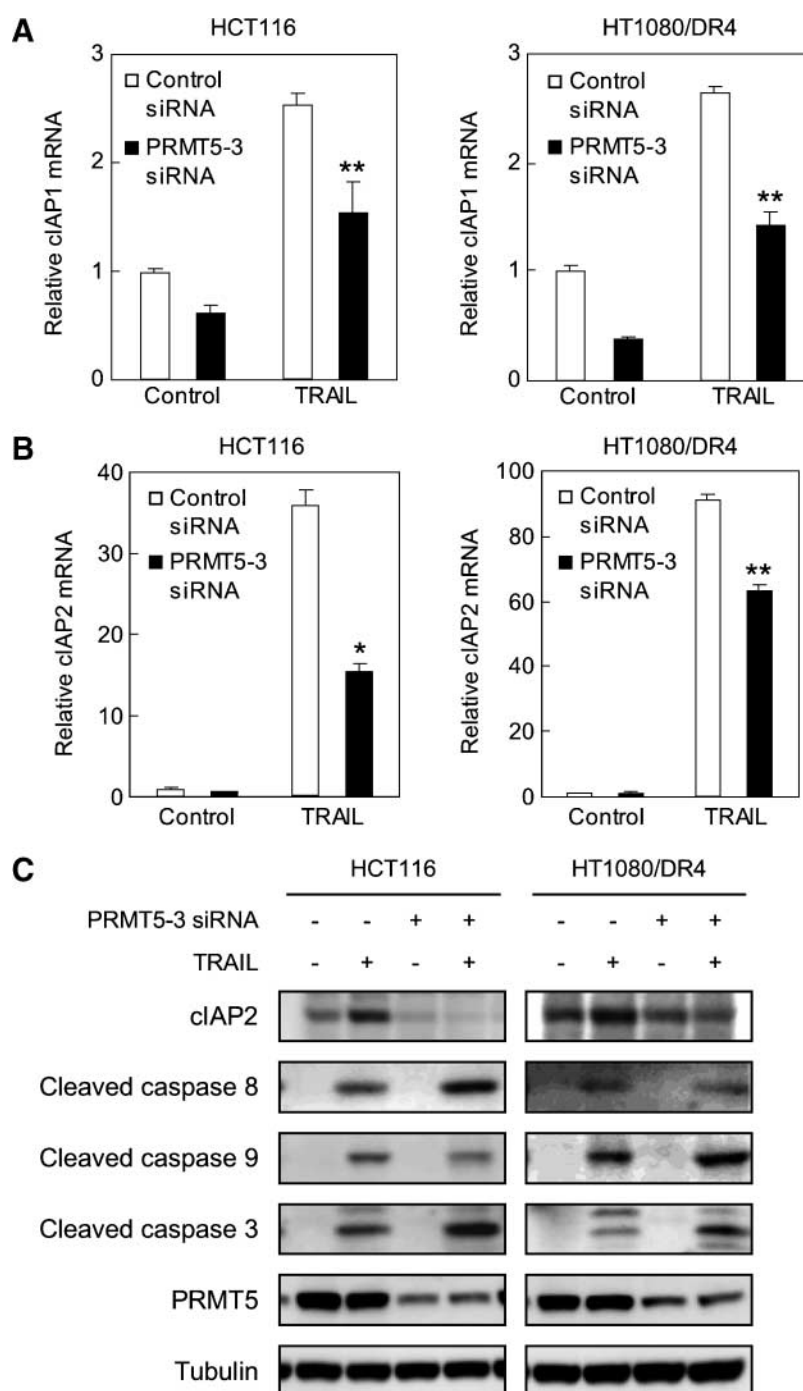 A
HCT116
Relative cIAP1 mRNA
3
2
1
0
Control
siRNA
PRMT5-3
siRNA
**
Control
TRAIL
HT1080/DR4
Relative cIAP1 mRNA
3
2
1
0
Control
siRNA
PRMT5-3
siRNA
**
Control
TRAIL
B
HCT116
Relative cIAP2 mRNA
40
30
20
10
0
Control
siRNA
PRMT5-3
siRNA
*
Control
TRAIL
HT1080/DR4
Relative cIAP2 mRNA
100
80
60
40
20
0
Control
siRNA
PRMT5-3
siRNA
**
Control
TRAIL
C
HCT116 HT1080/DR4
PRMT5-3 siRNA - - + + - - + +
TRAIL - + - + - + - +
cIAP2
Cleaved caspase 8
Cleaved caspase 9
Cleaved caspase 3
PRMT5
Tubulin